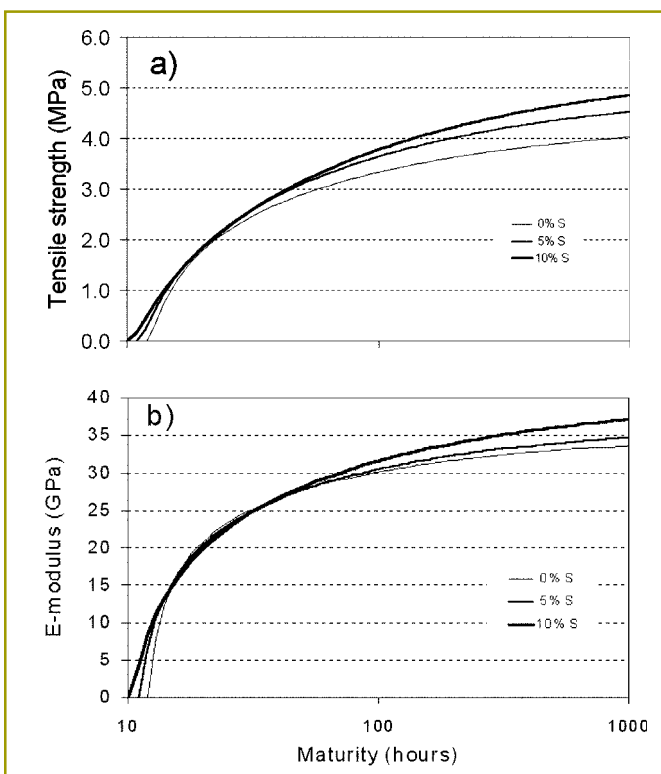 a)
Tensile strength (MPa)
6.0
5.0
4.0
3.0
2.0
1.0
0.0
0% S
5% S
10% S
b)
E-modulus (GPa)
40
35
30
25
20
15
10
5
0
0% S
5% S
10% S
10
100
1000
Maturity (hours)